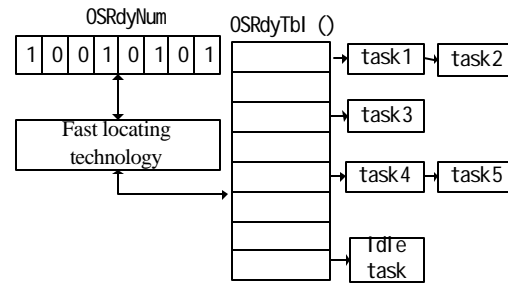 OSRdyNum
OSRdyTbl ()
1 0 0 1 0 1 0 1
task1
task2
Fast locating
technology
task3
task4
task5
Idle
task